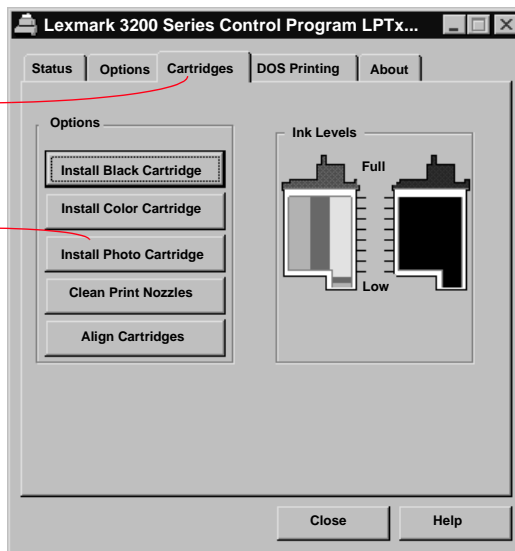 Lexmark 3200 Series Control Program LPTx...
Status Options Cartridges DOS Printing About
Options
Install Black Cartridge
Install Color Cartridge
Install Photo Cartridge
Clean Print Nozzles
Align Cartridges
Ink Levels
Full
Low
Close Help